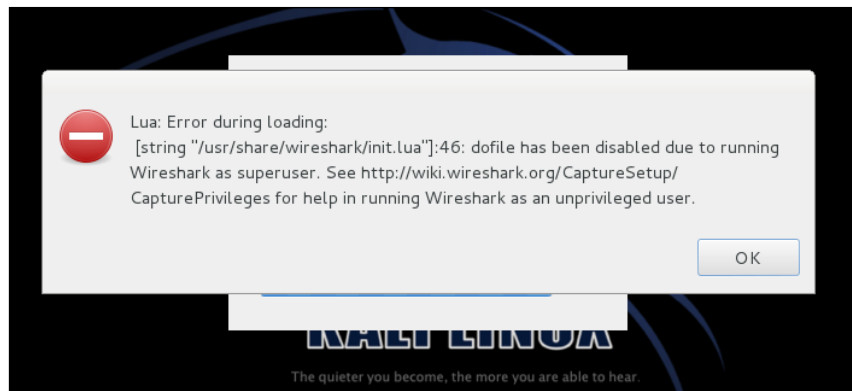 Lua: Error during loading:
[string "/usr/share/wireshark/init.lua"]:46: dofile has been disabled due to running
Wireshark as superuser. See http://wiki.wireshark.org/CaptureSetup/
CapturePrivileges for help in running Wireshark as an unprivileged user.
OK
KALI LINUX
The quieter you become, the more you are able to hear.